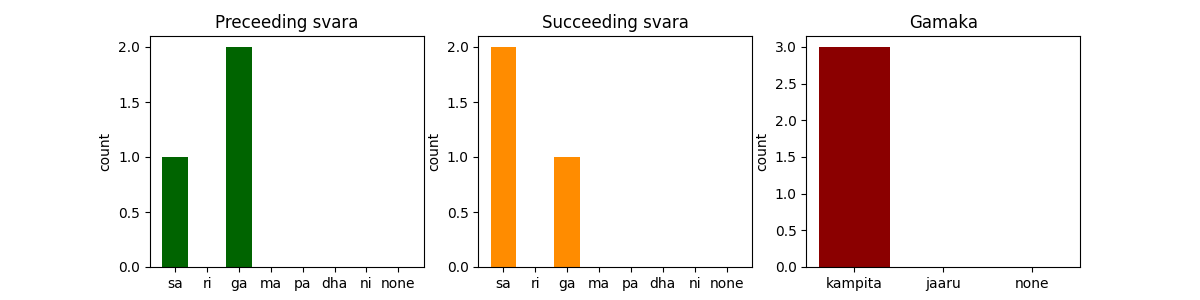 Preceeding svara
count
2.0
1.5
1.0
0.5
0.0
sa ri ga ma pa dha ni none
Succeeding svara
count
2.0
1.5
1.0
0.5
0.0
sa ri ga ma pa dha ni none
Gamaka
count
3.0
2.5
2.0
1.5
1.0
0.5
0.0
kampita jaaru none